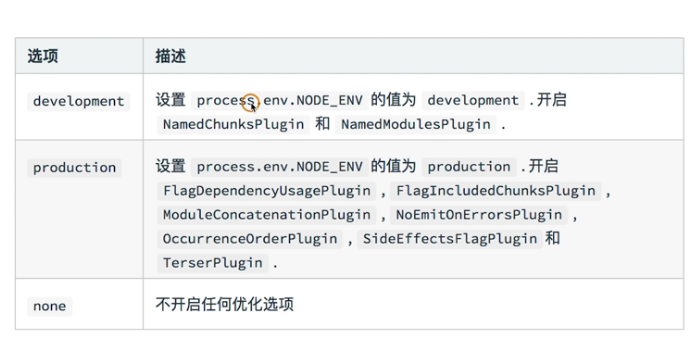 选项 描述
development 设置 process.env.NODE_ENV 的值为 development .开启
NamedChunksPlugin 和 NamedModulesPlugin .
production 设置 process.env.NODE_ENV 的值为 production .开启
FlagDependencyUsagePlugin , FlagIncludedChunksPlugin ,
ModuleConcatenationPlugin , NoEmitOnErrorsPlugin ,
OccurrenceOrderPlugin , SideEffectsFlagPlugin 和
TerserPlugin .
none 不开启任何优化选项